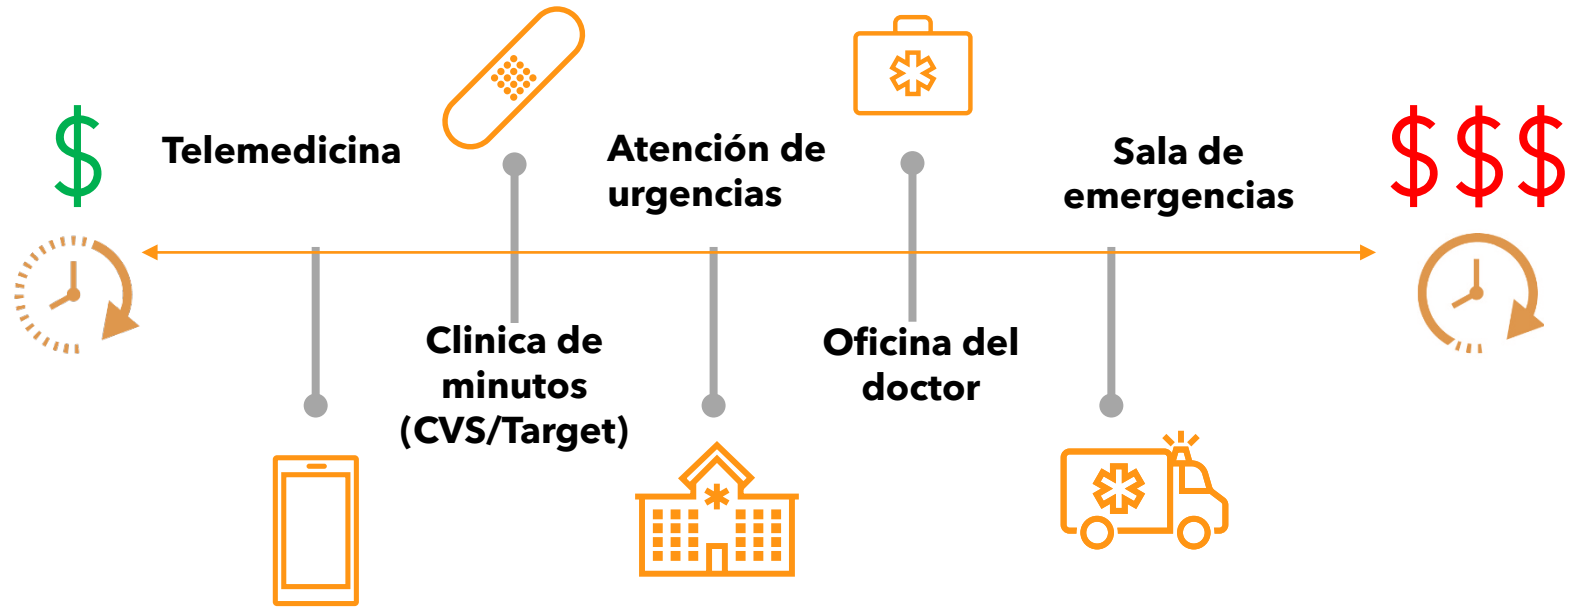 $
Telemedicina
Clinica de
minutos
(CVS/Target)
Atención de
urgencias
Oficina del
doctor
Sala de
emergencias
$$$